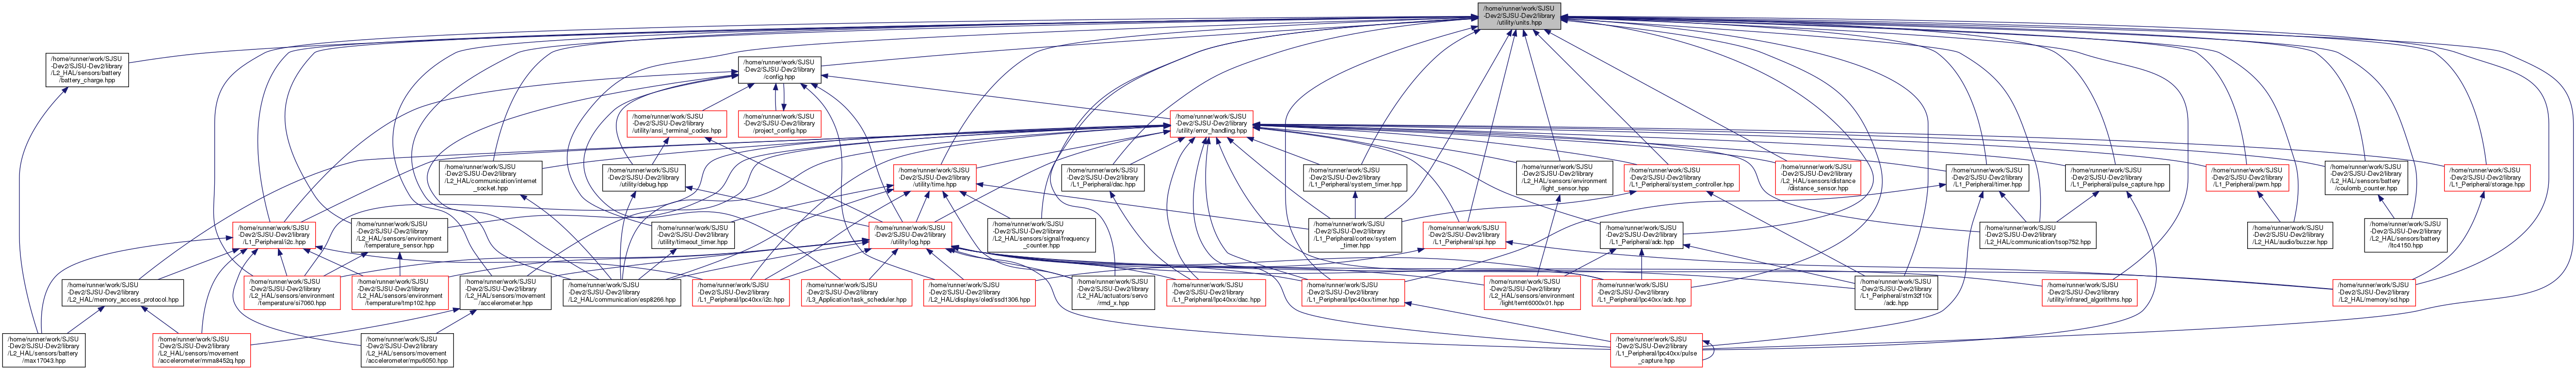 /home/runner/work/SJSU
-Dev2/SJSU-Dev2/library
/utility/units.hpp
/home/runner/work/SJSU
-Dev2/SJSU-Dev2/library
/L2_HAL/sensors/battery
/battery_charge.hpp
/home/runner/work/SJSU
-Dev2/SJSU-Dev2/library
/config.hpp
/home/runner/work/SJSU
-Dev2/SJSU-Dev2/library
/utility/ansi_terminal_codes.hpp
/home/runner/work/SJSU
-Dev2/SJSU-Dev2/library
/project_config.hpp
/home/runner/work/SJSU
-Dev2/SJSU-Dev2/library
/utility/error_handling.hpp
/home/runner/work/SJSU
-Dev2/SJSU-Dev2/library
/L2_HAL/communication/internet
_socket.hpp
/home/runner/work/SJSU
-Dev2/SJSU-Dev2/library
/utility/debug.hpp
/home/runner/work/SJSU
-Dev2/SJSU-Dev2/library
/utility/time.hpp
/home/runner/work/SJSU
-Dev2/SJSU-Dev2/library
/L1_Peripheral/dac.hpp
/home/runner/work/SJSU
-Dev2/SJSU-Dev2/library
/L1_Peripheral/system_timer.hpp
/home/runner/work/SJSU
-Dev2/SJSU-Dev2/library
/L2_HAL/sensors/environment
/light_sensor.hpp
/home/runner/work/SJSU
-Dev2/SJSU-Dev2/library
/L1_Peripheral/system_controller.hpp
/home/runner/work/SJSU
-Dev2/SJSU-Dev2/library
/L2_HAL/sensors/distance
/distance_sensor.hpp
/home/runner/work/SJSU
-Dev2/SJSU-Dev2/library
/L1_Peripheral/timer.hpp
/home/runner/work/SJSU
-Dev2/SJSU-Dev2/library
/L1_Peripheral/pulse_capture.hpp
/home/runner/work/SJSU
-Dev2/SJSU-Dev2/library
/L1_Peripheral/pwm.hpp
/home/runner/work/SJSU
-Dev2/SJSU-Dev2/library
/L2_HAL/sensors/battery
/coulomb_counter.hpp
/home/runner/work/SJSU
-Dev2/SJSU-Dev2/library
/L1_Peripheral/storage.hpp
/home/runner/work/SJSU
-Dev2/SJSU-Dev2/library
/L1_Peripheral/i2c.hpp
/home/runner/work/SJSU
-Dev2/SJSU-Dev2/library
/L2_HAL/sensors/environment
/temperature_sensor.hpp
/home/runner/work/SJSU
-Dev2/SJSU-Dev2/library
/utility/timeout_timer.hpp
/home/runner/work/SJSU
-Dev2/SJSU-Dev2/library
/utility/log.hpp
/home/runner/work/SJSU
-Dev2/SJSU-Dev2/library
/L2_HAL/sensors/signal/frequency
_counter.hpp
/home/runner/work/SJSU
-Dev2/SJSU-Dev2/library
/L1_Peripheral/cortex/system
_timer.hpp
/home/runner/work/SJSU
-Dev2/SJSU-Dev2/library
/L1_Peripheral/spi.hpp
/home/runner/work/SJSU
-Dev2/SJSU-Dev2/library
/L1_Peripheral/adc.hpp
/home/runner/work/SJSU
-Dev2/SJSU-Dev2/library
/L2_HAL/communication/tsop752.hpp
/home/runner/work/SJSU
-Dev2/SJSU-Dev2/library
/L2_HAL/audio/buzzer.hpp
/home/runner/work/SJSU
-Dev2/SJSU-Dev2/library
/L2_HAL/sensors/battery
/ltc4150.hpp
/home/runner/work/SJSU
-Dev2/SJSU-Dev2/library
/L2_HAL/memory_access_protocol.hpp
/home/runner/work/SJSU
-Dev2/SJSU-Dev2/library
/L2_HAL/sensors/environment
/temperature/si7060.hpp
/home/runner/work/SJSU
-Dev2/SJSU-Dev2/library
/L2_HAL/sensors/environment
/temperature/tmp102.hpp
/home/runner/work/SJSU
-Dev2/SJSU-Dev2/library
/L2_HAL/sensors/movement
/accelerometer.hpp
/home/runner/work/SJSU
-Dev2/SJSU-Dev2/library
/L2_HAL/communication/esp8266.hpp
/home/runner/work/SJSU
-Dev2/SJSU-Dev2/library
/L1_Peripheral/lpc40xx/i2c.hpp
/home/runner/work/SJSU
-Dev2/SJSU-Dev2/library
/L3_Application/task_scheduler.hpp
/home/runner/work/SJSU
-Dev2/SJSU-Dev2/library
/L2_HAL/displays/oled/ssd1306.hpp
/home/runner/work/SJSU
-Dev2/SJSU-Dev2/library
/L2_HAL/actuators/servo
/rmd_x.hpp
/home/runner/work/SJSU
-Dev2/SJSU-Dev2/library
/L1_Peripheral/lpc40xx/dac.hpp
/home/runner/work/SJSU
-Dev2/SJSU-Dev2/library
/L1_Peripheral/lpc40xx/timer.hpp
/home/runner/work/SJSU
-Dev2/SJSU-Dev2/library
/L2_HAL/sensors/environment
/light/temt6000x01.hpp
/home/runner/work/SJSU
-Dev2/SJSU-Dev2/library
/L1_Peripheral/lpc40xx/adc.hpp
/home/runner/work/SJSU
-Dev2/SJSU-Dev2/library
/L1_Peripheral/stm32f10x
/adc.hpp
/home/runner/work/SJSU
-Dev2/SJSU-Dev2/library
/utility/infrared_algorithms.hpp
/home/runner/work/SJSU
-Dev2/SJSU-Dev2/library
/L2_HAL/memory/sd.hpp
/home/runner/work/SJSU
-Dev2/SJSU-Dev2/library
/L2_HAL/sensors/battery
/max17043.hpp
/home/runner/work/SJSU
-Dev2/SJSU-Dev2/library
/L2_HAL/sensors/movement
/accelerometer/mma8452q.hpp
/home/runner/work/SJSU
-Dev2/SJSU-Dev2/library
/L2_HAL/sensors/movement
/accelerometer/mpu6050.hpp
/home/runner/work/SJSU
-Dev2/SJSU-Dev2/library
/L1_Peripheral/lpc40xx/pulse
_capture.hpp